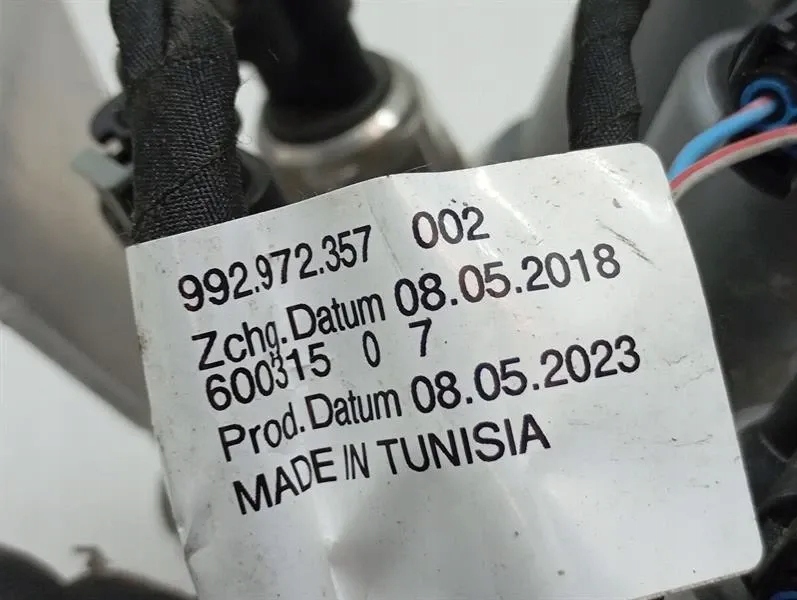 992.972.357 002
Zchg.Datum 08.05.2018
600315 0 7
Prod.Datum 08.05.2023
MADE IN TUNISIA